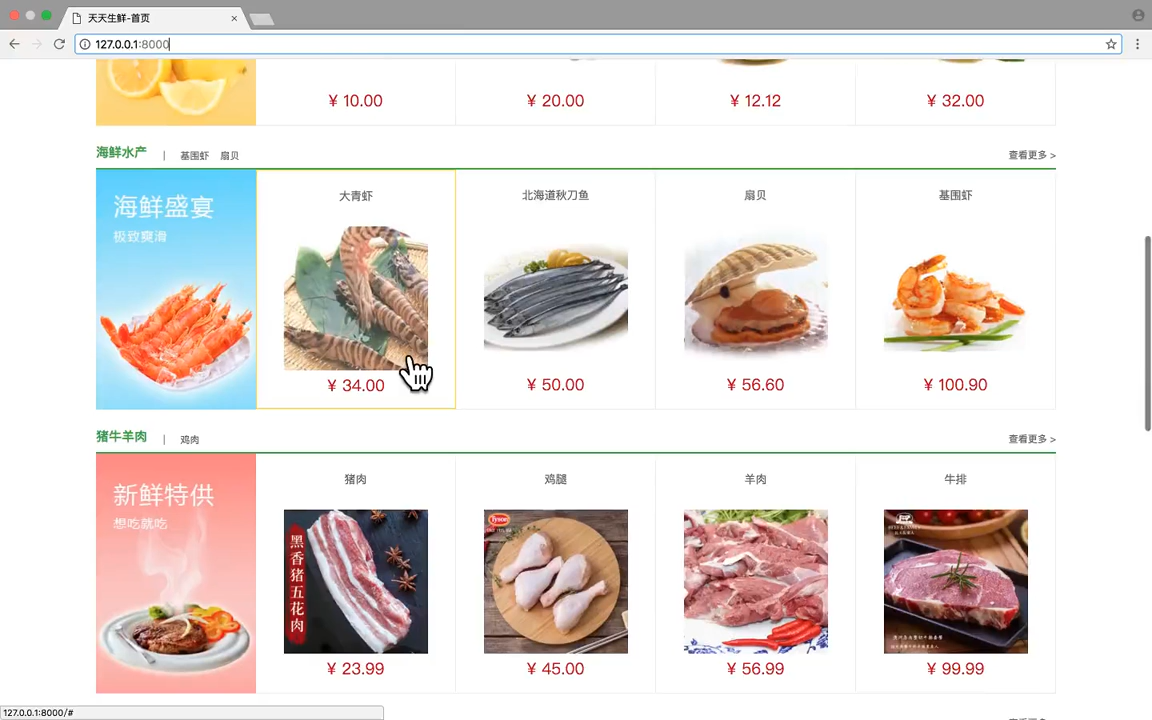 天天生鲜-首页
127.0.0.1:8000
¥ 10.00
¥ 20.00
¥ 12.12
¥ 32.00
海鲜水产 | 基围虾 扇贝 查看更多 >
海鲜盛宴
极致爽滑
大青虾
北海道秋刀鱼
扇贝
基围虾
¥ 34.00
¥ 50.00
¥ 56.60
¥ 100.90
猪牛羊肉 | 鸡肉 查看更多 >
新鲜特供
想吃就吃
猪肉
鸡腿
羊肉
牛排
黑香猪五花肉
Tyson
¥ 23.99
¥ 45.00
¥ 56.99
¥ 99.99
127.0.0.1:8000/#